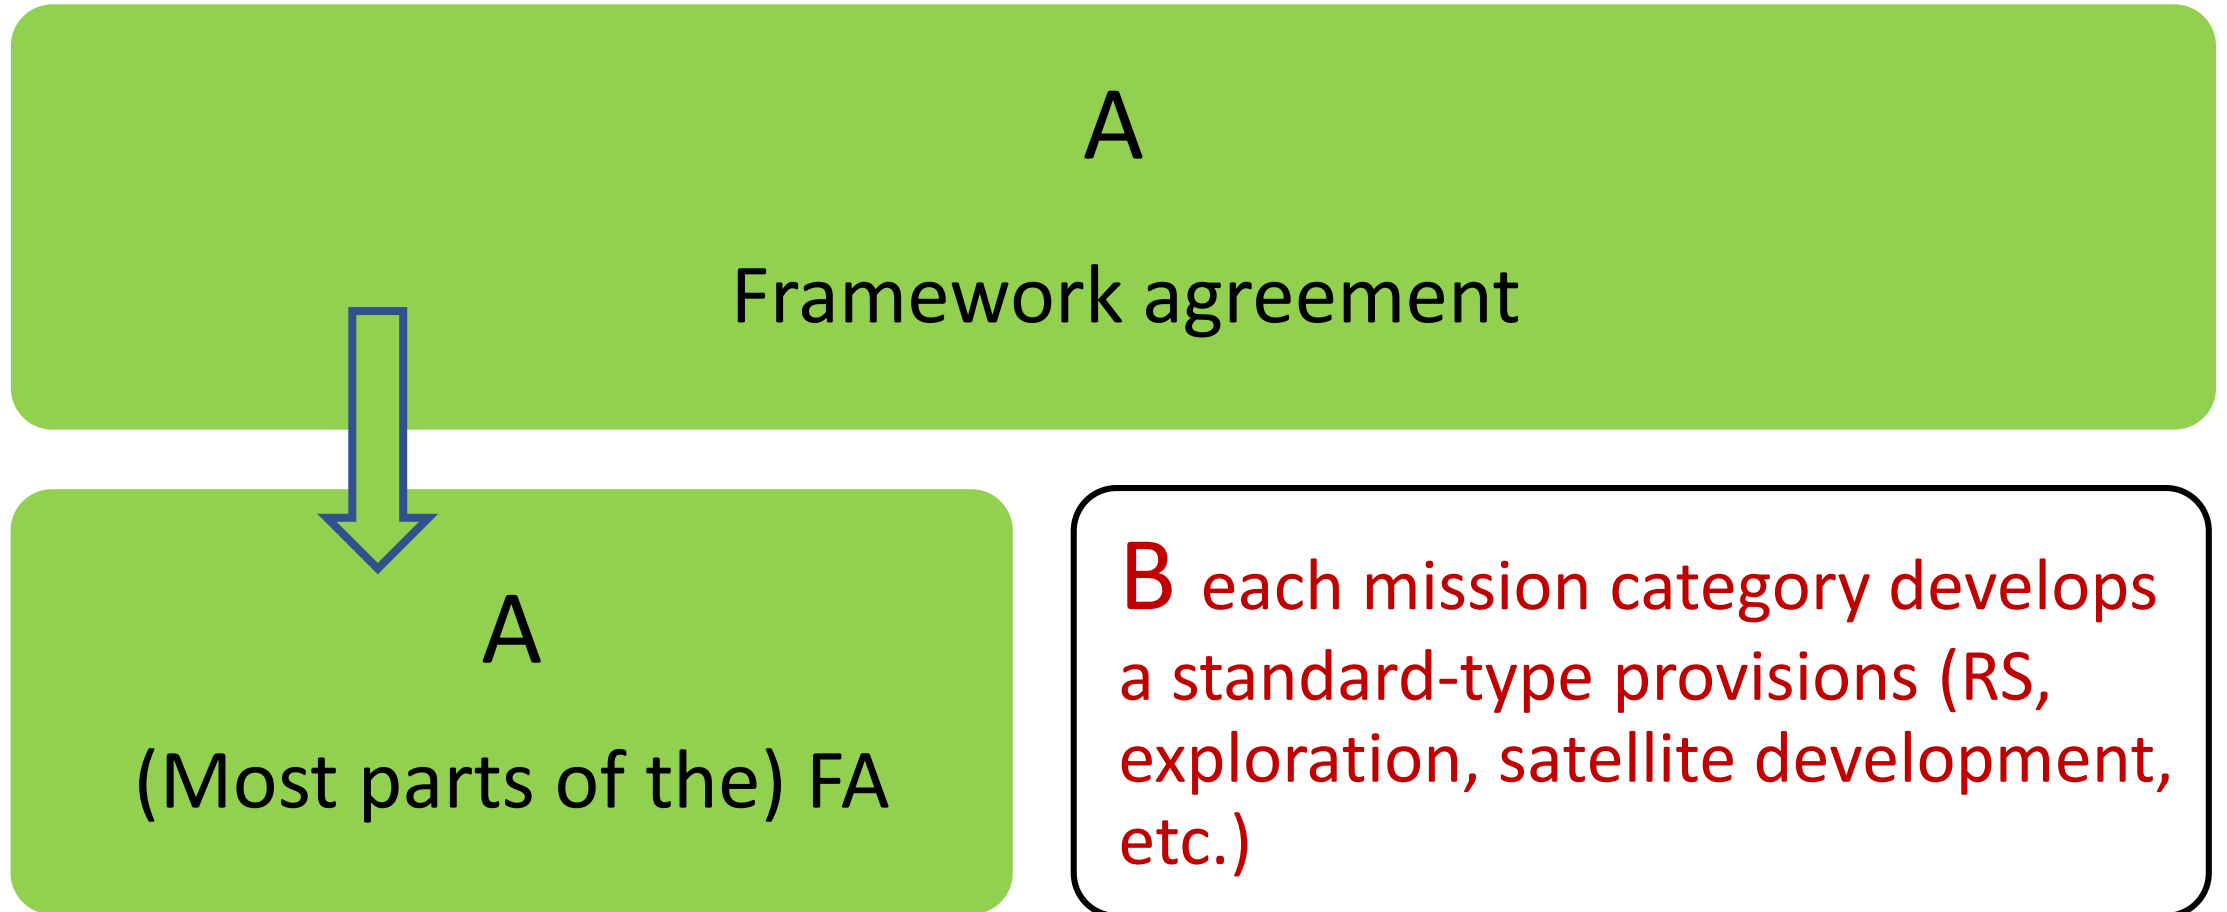 A
Framework agreement
A
(Most parts of the) FA
B each mission category develops
a standard-type provisions (RS,
exploration, satellite development,
etc.)